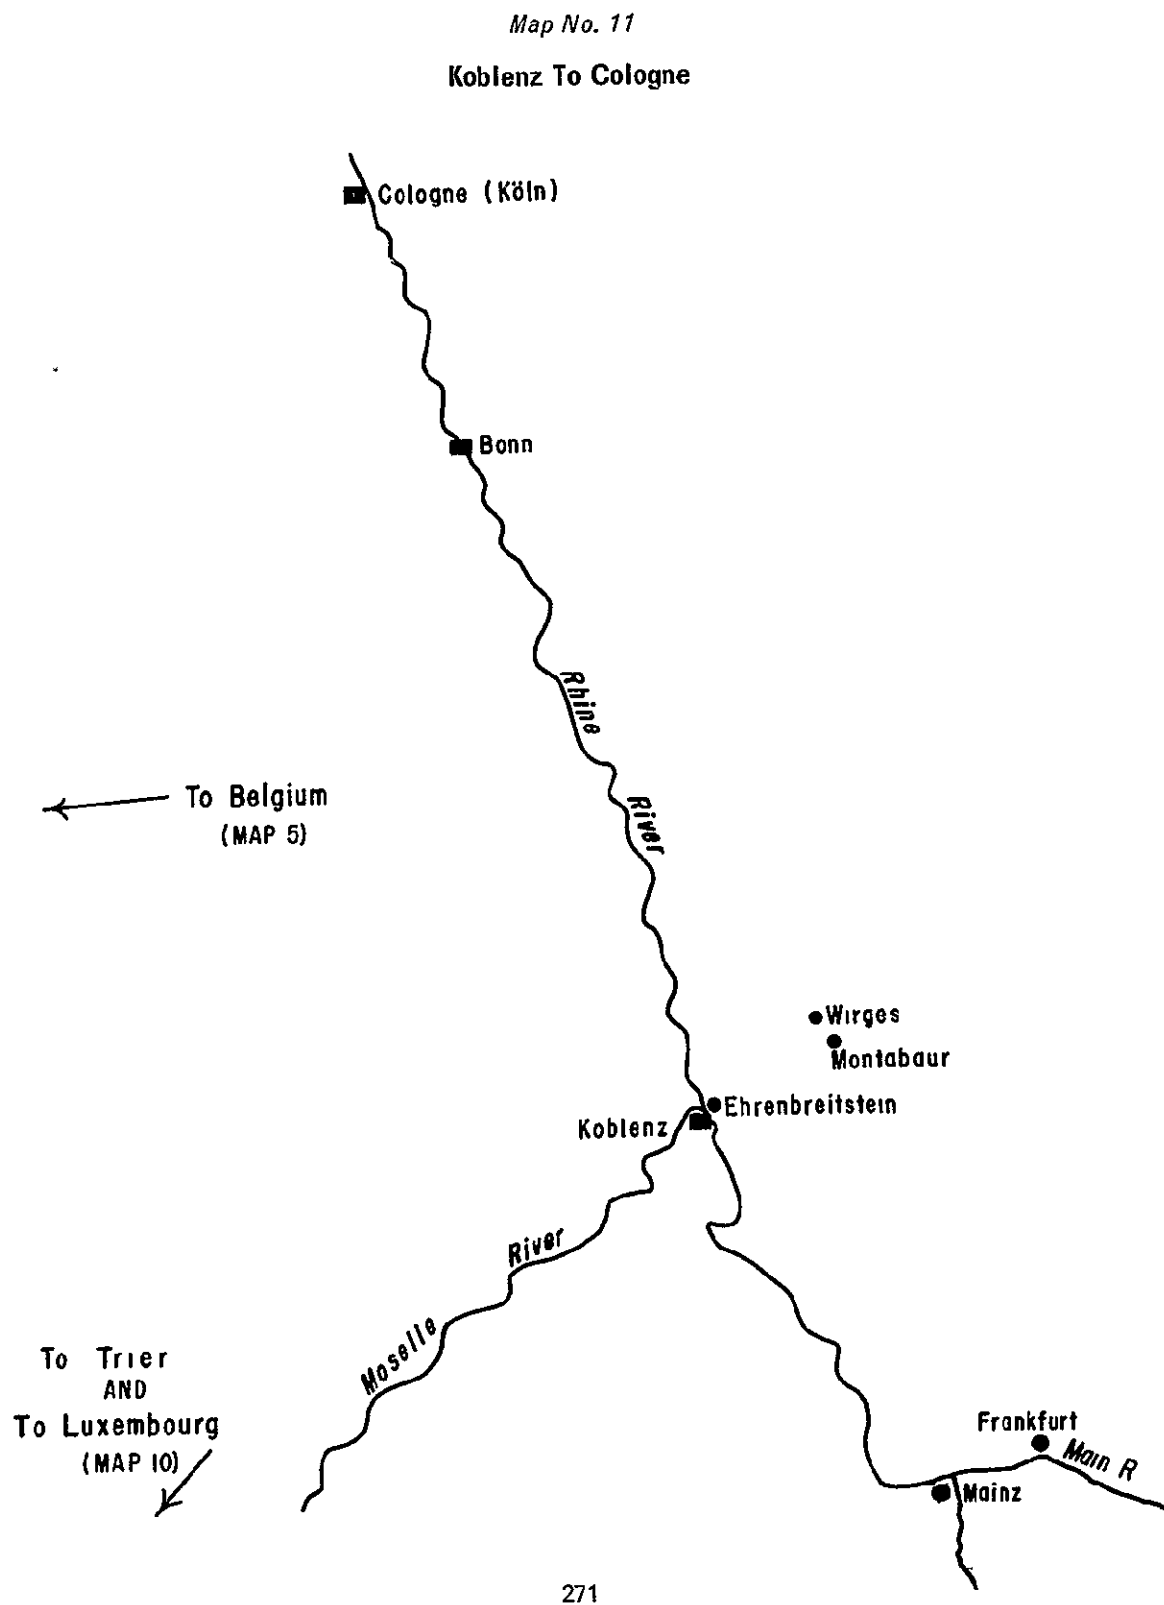 Map No. 11
Koblenz To Cologne
Cologne (Köln)
Bonn
Rhine
River
To Belgium
(MAP 5)
Wirges
Montabaur
Ehrenbreitstein
Koblenz
River
Moselle
To Trier
AND
To Luxembourg
(MAP 10)
Frankfurt
Main R
Mainz
271